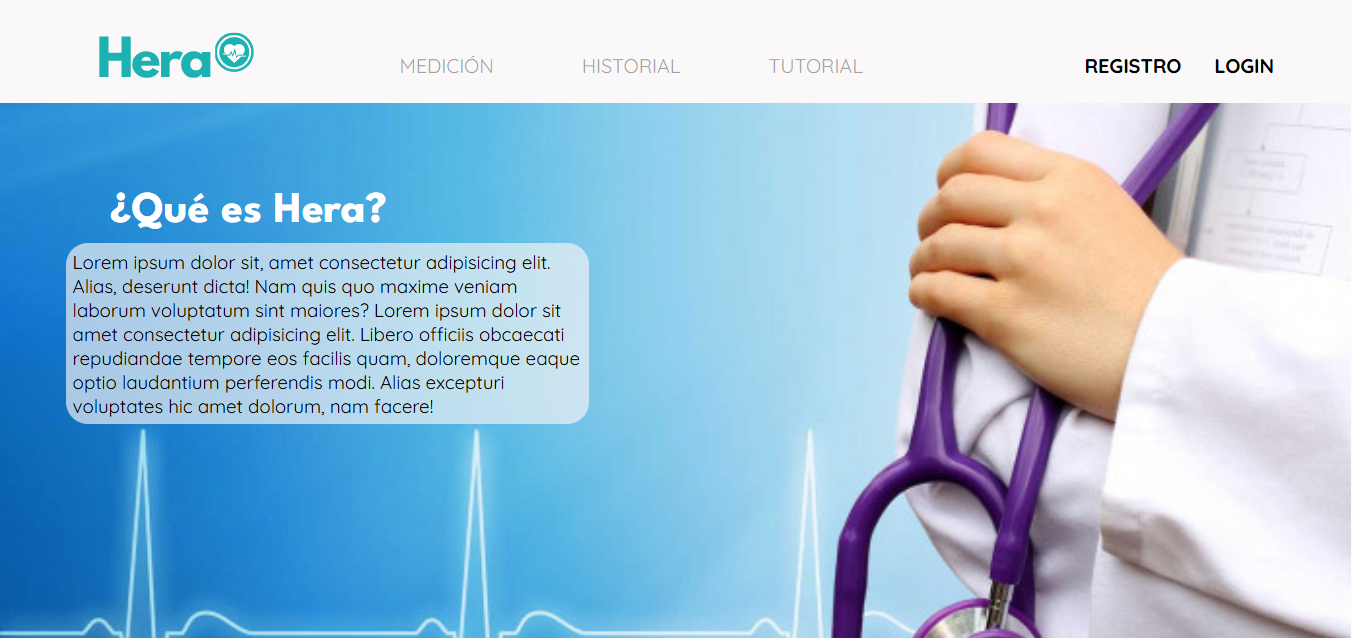 Hera
MEDICIÓN
HISTORIAL
TUTORIAL
REGISTRO
LOGIN
¿Qué es Hera?
Lorem ipsum dolor sit, amet consectetur adipisicing elit.
Alias, deserunt dicta! Nam quis quo maxime veniam
laborum voluptatum sint maiores? Lorem ipsum dolor sit
amet consectetur adipisicing elit. Libero officiis obcaecati
repudiandae tempore eos facilis quam, doloremque eaque
optio laudantium perferendis modi. Alias excepturi
voluptates hic amet dolorum, nam facere!